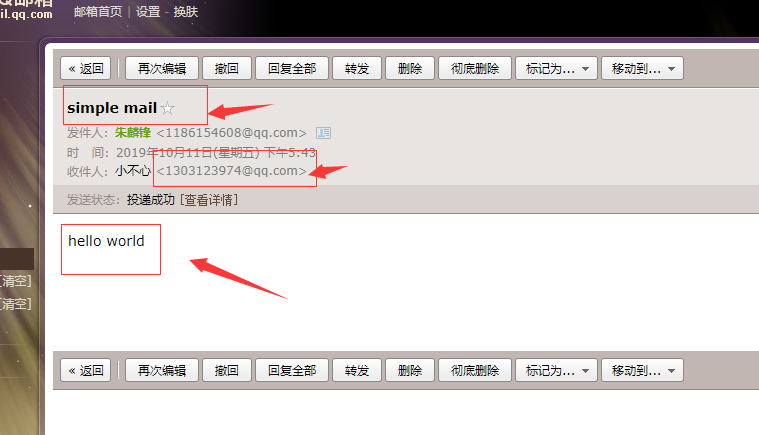 邮箱
il.qq.com 邮箱首页 | 设置 - 换肤
« 返回 再次编辑 撤回 回复全部 转发 删除 彻底删除 标记为... 移动到...
simple mail☆
发件人: 朱麟锋 <1186154608@qq.com>
时 间: 2019年10月11日(星期五) 下午5:43
收件人: 小不心 <1303123974@qq.com>
发送状态: 投递成功 [查看详情]
hello world
[清空]
[清空]
« 返回 再次编辑 撤回 回复全部 转发 删除 彻底删除 标记为... 移动到...